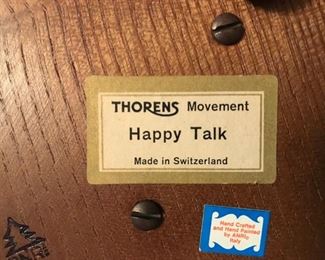 THORENS Movement
Happy Talk
Made in Switzerland
Hand Crafted
and Hand Painted
by ANRI
Italy